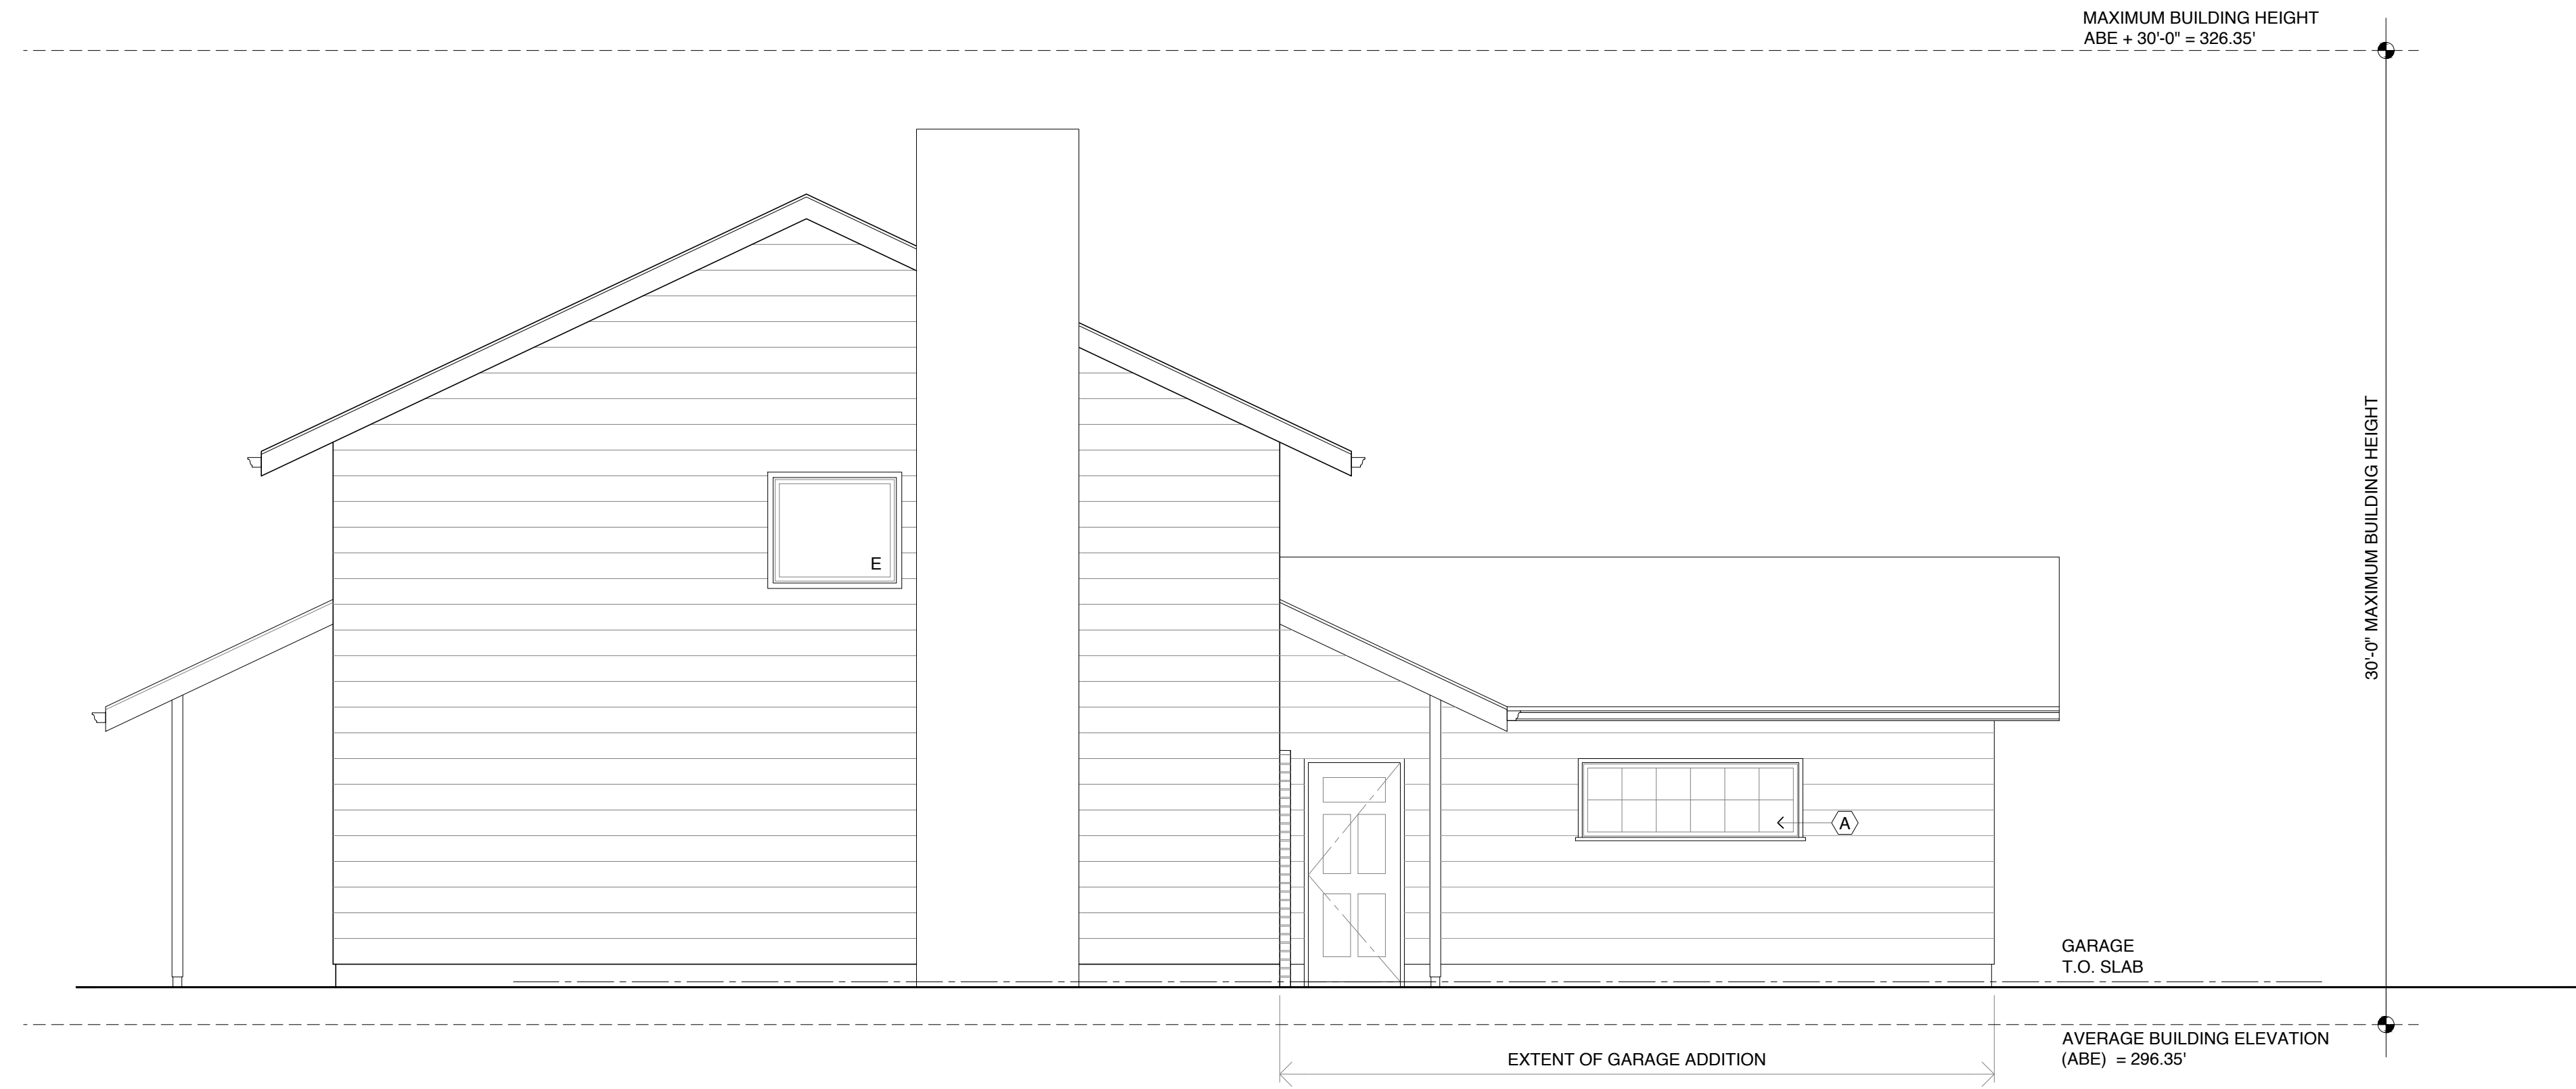 MAXIMUM BUILDING HEIGHT
ABE + 30'-0" = 326.35'
30'-0" MAXIMUM BUILDING HEIGHT
E
A
GARAGE
T.O. SLAB
AVERAGE BUILDING ELEVATION
(ABE) = 296.35'
EXTENT OF GARAGE ADDITION